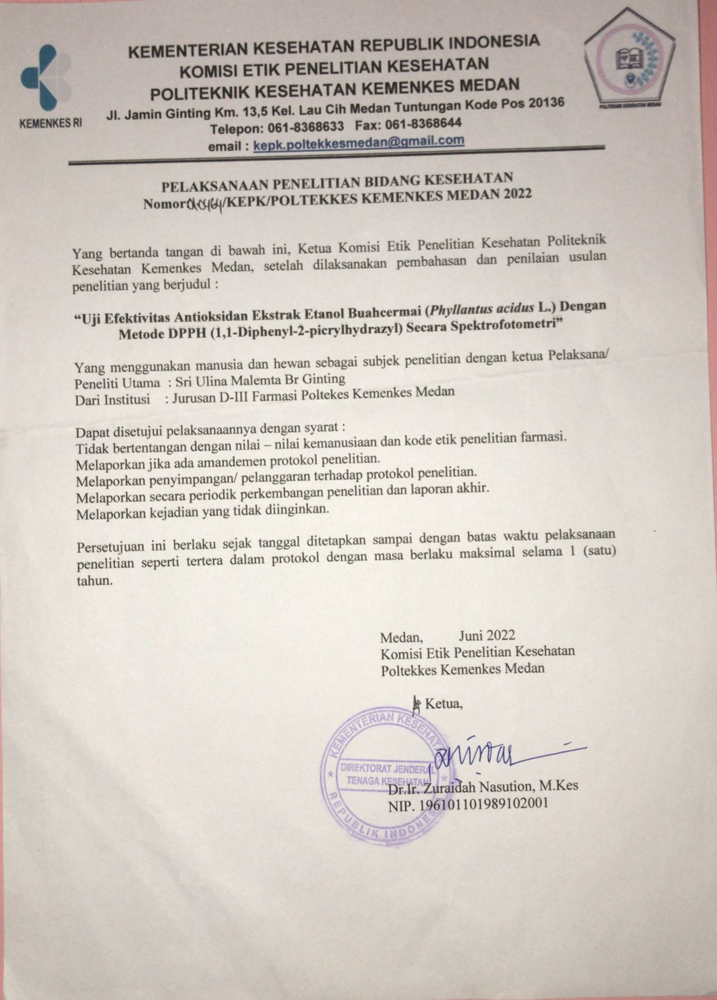 KEMENTERIAN KESEHATAN REPUBLIK INDONESIA
KOMISI ETIK PENELITIAN KESEHATAN
POLITEKNIK KESEHATAN KEMENKES MEDAN
Jl. Jamin Ginting Km. 13,5 Kel. Lau Cih Medan Tuntungan Kode Pos 20136
Telepon: 061-8368633 Fax: 061-8368644
email : kepk.poltekkesmedan@gmail.com
KEMENKES RI
POLITEKNIK KESEHATAN MEDAN
PELAKSANAAN PENELITIAN BIDANG KESEHATAN
Nomor /KEPK/POLTEKKES KEMENKES MEDAN 2022
Yang bertanda tangan di bawah ini, Ketua Komisi Etik Penelitian Kesehatan Politeknik
Kesehatan Kemenkes Medan, setelah dilaksanakan pembahasan dan penilaian usulan
penelitian yang berjudul :
“Uji Efektivitas Antioksidan Ekstrak Etanol Buahcermai (Phyllantus acidus L.) Dengan
Metode DPPH (1,1-Diphenyl-2-picrylhydrazyl) Secara Spektrofotometri”
Yang menggunakan manusia dan hewan sebagai subjek penelitian dengan ketua Pelaksana/
Peneliti Utama : Sri Ulina Malemta Br Ginting
Dari Institusi : Jurusan D-III Farmasi Poltekes Kemenkes Medan
Dapat disetujui pelaksanaannya dengan syarat :
Tidak bertentangan dengan nilai – nilai kemanusiaan dan kode etik penelitian farmasi.
Melaporkan jika ada amandemen protokol penelitian.
Melaporkan penyimpangan/ pelanggaran terhadap protokol penelitian.
Melaporkan secara periodik perkembangan penelitian dan laporan akhir.
Melaporkan kejadian yang tidak diinginkan.
Persetujuan ini berlaku sejak tanggal ditetapkan sampai dengan batas waktu pelaksanaan
penelitian seperti tertera dalam protokol dengan masa berlaku maksimal selama 1 (satu)
tahun.
Medan, Juni 2022
Komisi Etik Penelitian Kesehatan
Poltekkes Kemenkes Medan
Ketua,
KEMENTERIAN KESEHATAN
DIREKTORAT JENDERAL
TENAGA KESEHATAN
REPUBLIK INDONESIA
Dr.Ir. Zuraidah Nasution, M.Kes
NIP. 196101101989102001